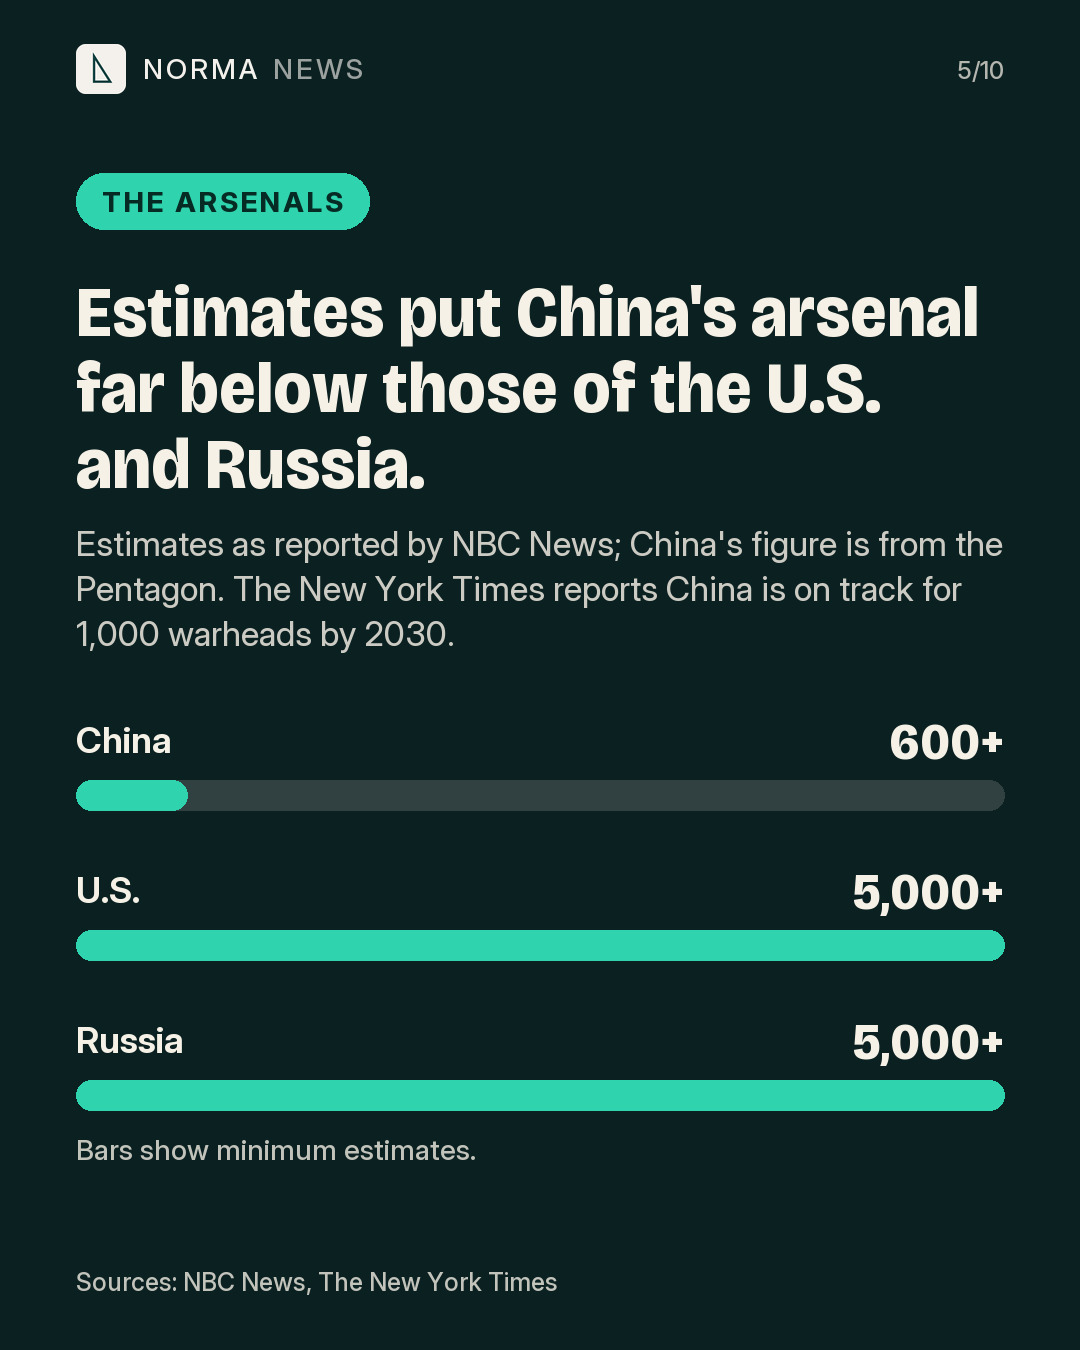 NORMA NEWS
5/10
THE ARSENALS
Estimates put China's arsenal
far below those of the U.S.
and Russia.
Estimates as reported by NBC News; China's figure is from the
Pentagon. The New York Times reports China is on track for
1,000 warheads by 2030.
China 600+
U.S. 5,000+
Russia 5,000+
Bars show minimum estimates.
Sources: NBC News, The New York Times